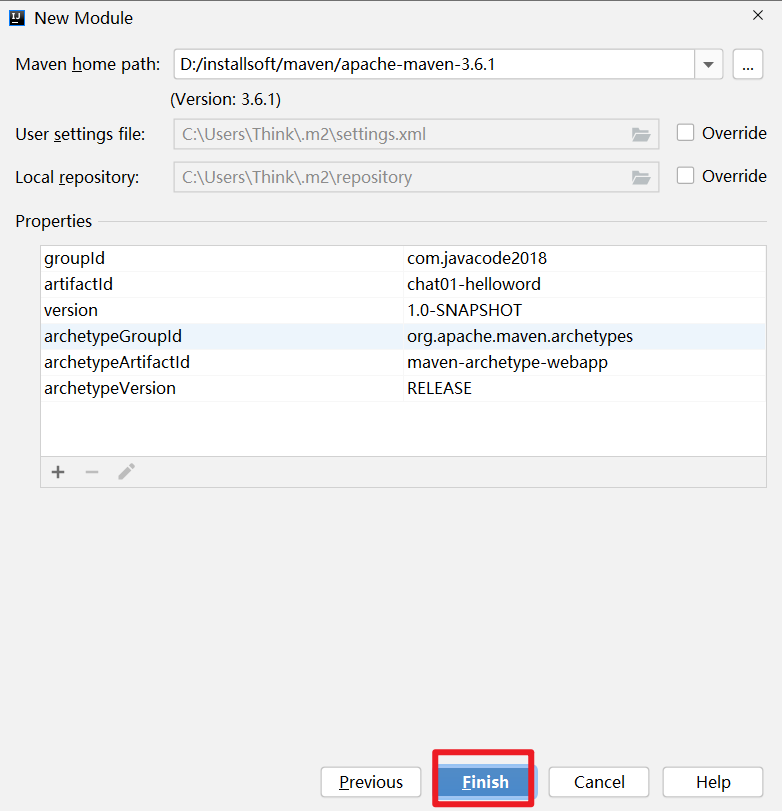 New Module
Maven home path: D:/installsoft/maven/apache-maven-3.6.1 ...
(Version: 3.6.1)
User settings file: C:\Users\Think\.m2\settings.xml Override
Local repository: C:\Users\Think\.m2\repository Override
Properties
groupId com.javacode2018
artifactId chat01-helloword
version 1.0-SNAPSHOT
archetypeGroupId org.apache.maven.archetypes
archetypeArtifactId maven-archetype-webapp
archetypeVersion RELEASE
Previous Finish Cancel Help